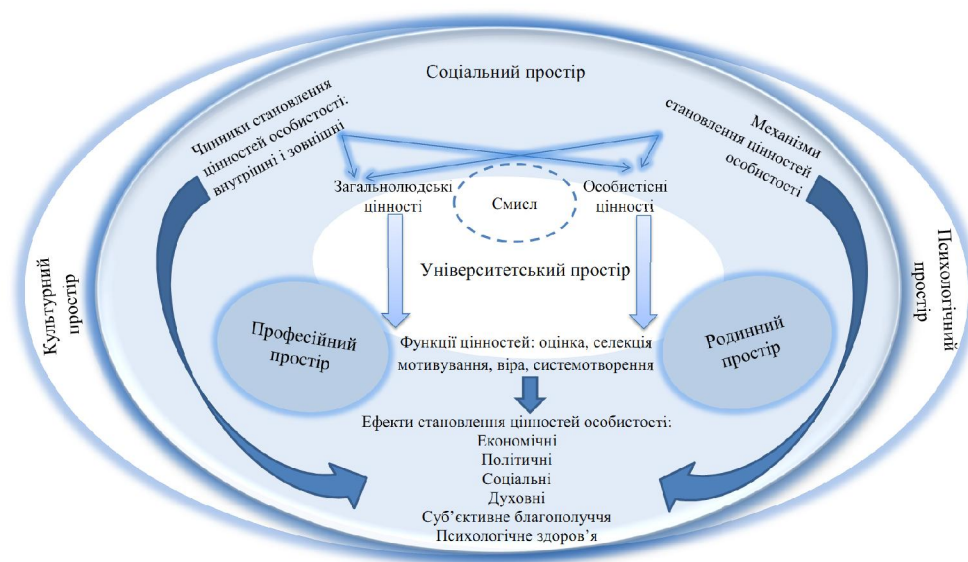 Соціальний простір
Чинники становлення
цінностей особистості:
внутрішні і зовнішні
Механізми
становлення цінностей
особистості
Загальнолюдські
цінності
Смисл
Особистісні
цінності
Культурний
простір
Університетський простір
Психологічний
простір
Професійний
простір
Родинний
простір
Функції цінностей: оцінка, селекція
мотивування, віра, системотворення
Ефекти становлення цінностей особистості:
Економічні
Політичні
Соціальні
Духовні
Суб’єктивне благополуччя
Психологічне здоров’я